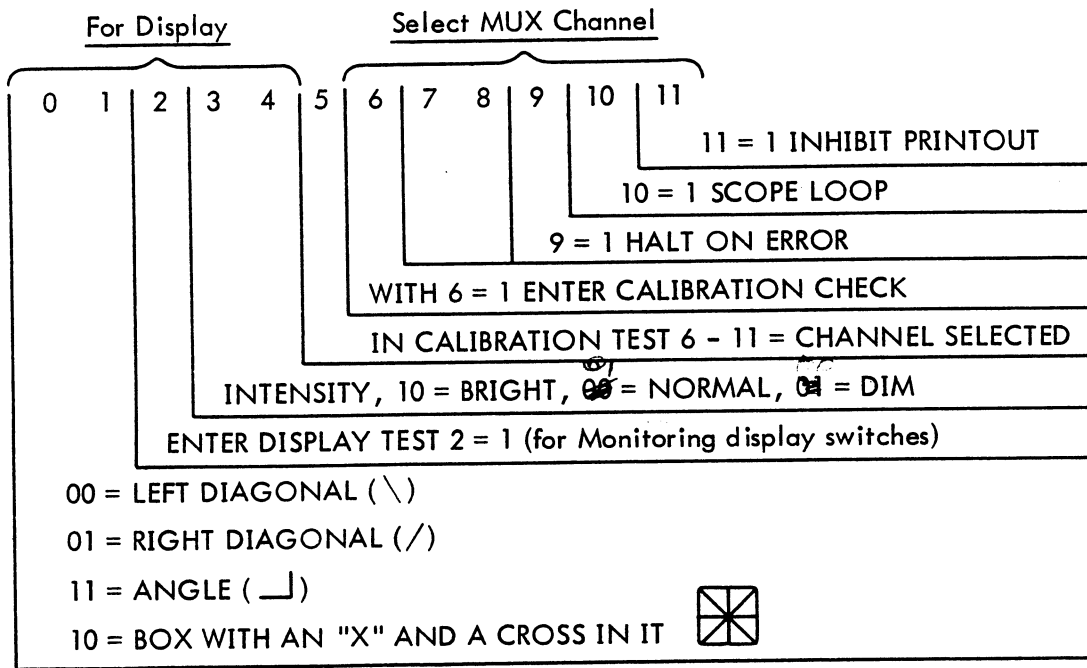 For Display Select MUX Channel
0 1 2 3 4 5 6 7 8 9 10 11
11 = 1 INHIBIT PRINTOUT
10 = 1 SCOPE LOOP
9 = 1 HALT ON ERROR
WITH 6 = 1 ENTER CALIBRATION CHECK
IN CALIBRATION TEST 6 - 11 = CHANNEL SELECTED
INTENSITY, 10 = BRIGHT, 01 = NORMAL, = DIM
ENTER DISPLAY TEST 2 = 1 (for Monitoring display switches)
00 = LEFT DIAGONAL (\)
01 = RIGHT DIAGONAL (/)
11 = ANGLE (⅃)
10 = BOX WITH AN "X" AND A CROSS IN IT